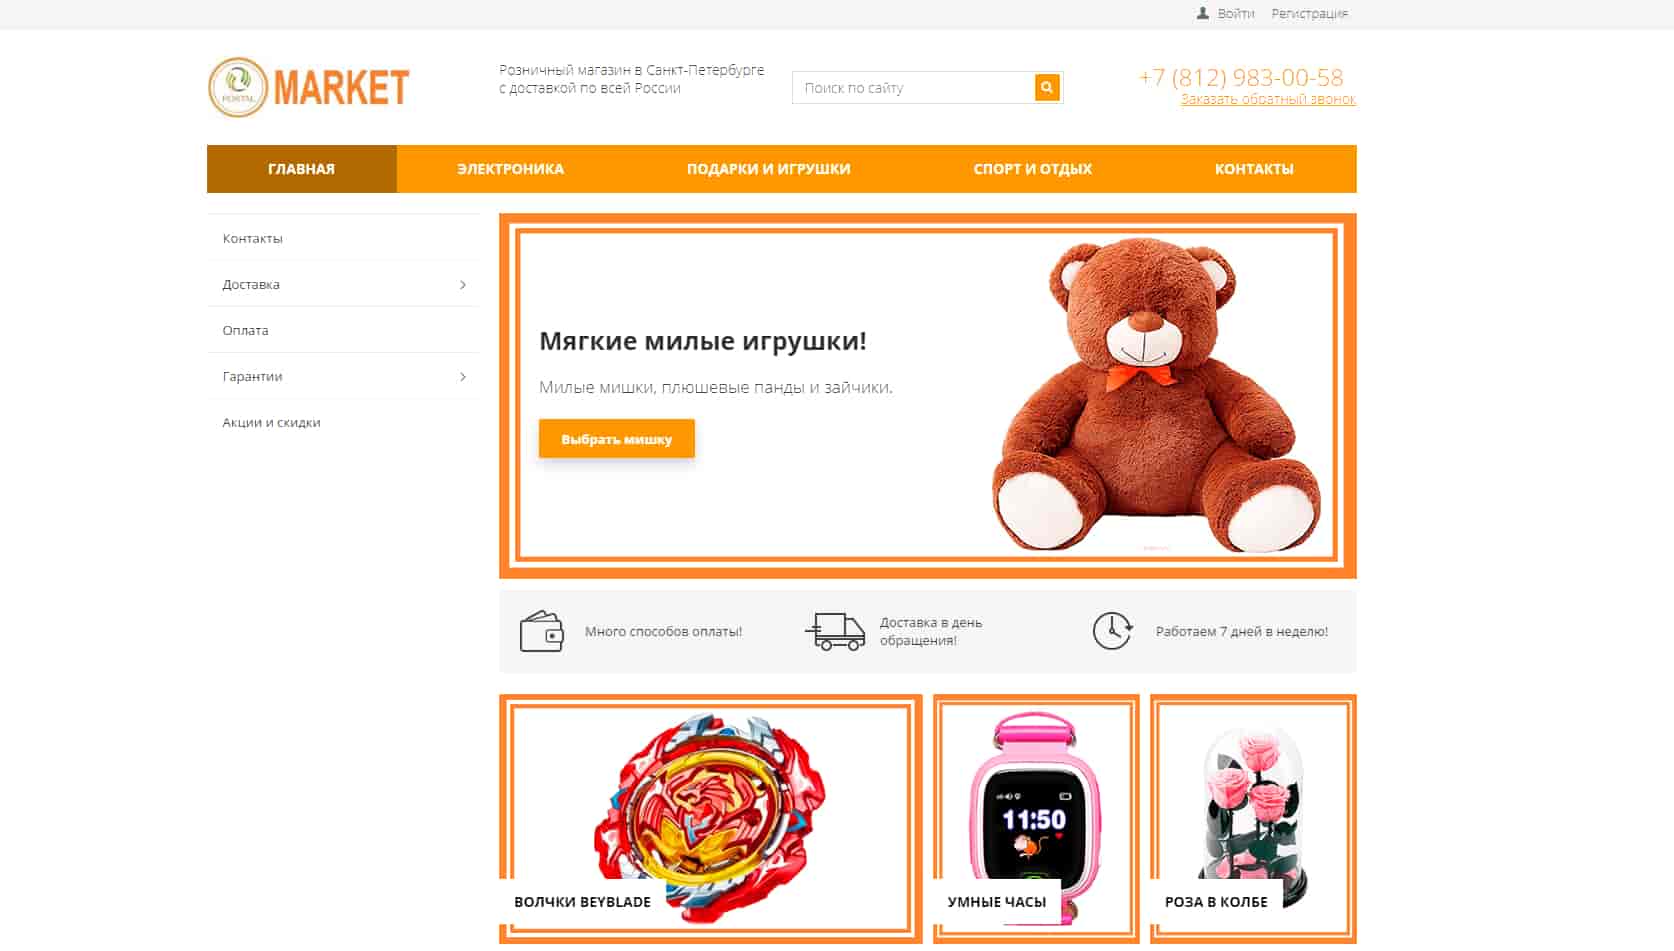 Войти Регистрация
PORTAL
MARKET
Розничный магазин в Санкт-Петербурге
с доставкой по всей России
Поиск по сайту
+7 (812) 983-00-58
Заказать обратный звонок
ГЛАВНАЯ ЭЛЕКТРОНИКА ПОДАРКИ И ИГРУШКИ СПОРТ И ОТДЫХ КОНТАКТЫ
Контакты
Доставка
Оплата
Гарантии
Акции и скидки
Мягкие милые игрушки!
Милые мишки, плюшевые панды и зайчики.
Выбрать мишку
Много способов оплаты!
Доставка в день
обращения!
Работаем 7 дней в неделю!
11:50
ВОЛЧКИ BEYBLADE
УМНЫЕ ЧАСЫ
РОЗА В КОЛБЕ